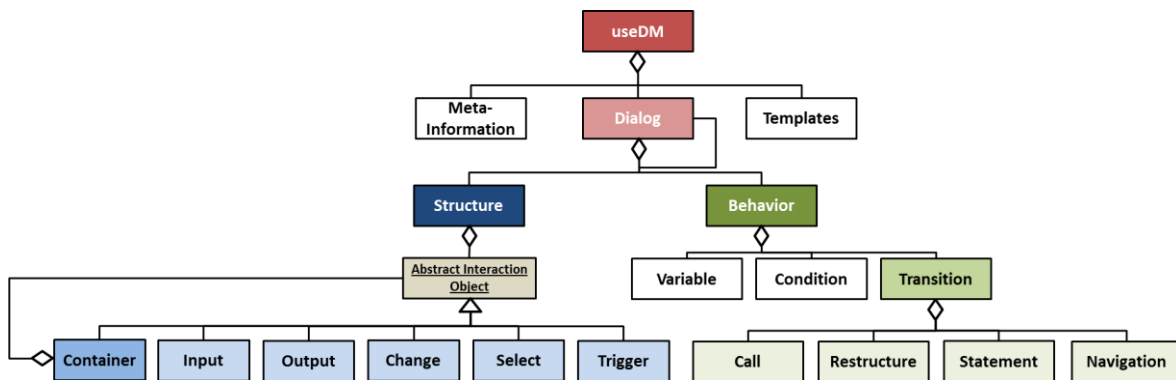 useDM
Meta-
Information
Dialog
Templates
Structure
Behavior
Abstract Interaction
Object
Variable
Condition
Transition
Container
Input
Output
Change
Select
Trigger
Call
Restructure
Statement
Navigation